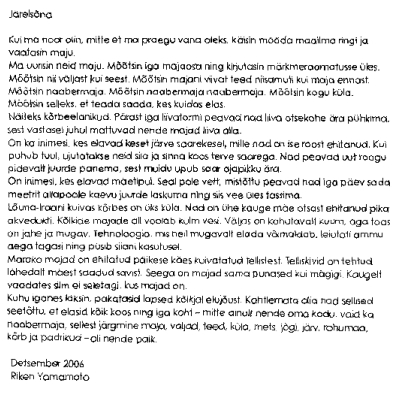 Järelsõna
Kui ma noor olin, mitte et ma praegu vana oleks, käisin mööda maailma ringi ja
vaatasin maju.
Ma uurisin neid maju. Mõõtsin iga majaosa ning kirjutasin märkmeraamatusse üles.
Mõõtsin nii väljast kui seest. Mõõtsin majani viivat teed niisamuti kui maja ennast.
Mõõtsin naabermaja. Mõõtsin naabermaja naabermaja. Mõõtsin kogu küla.
Mõõtsin selleks, et teada saada, kes kuidas elas.
Näiteks kõrbeelanikud. Pärast iga liivatormi peavad nad liiva otsekohe ära pühkima,
sest vastasel juhul mattuvad nende majad liiva alla.
On ka inimesi, kes elavad keset järve saarekesel, mille nad on ise roost ehitanud. Kui
puhub tuul, ujutatakse neid siia ja sinna koos terve saarega. Nad peavad uut roogu
pidevalt juurde panema, sest muidu upub saar ajapikku ära.
On inimesi, kes elavad mäetipul. Seal pole vett, mistõttu peavad nad iga päev sada
meetrit allapoole kaevu juurde laskuma ning siis vee üles tassima.
Lõuna-Iraani kuivas kõrbes on üks küla. Nad on ühe kauge mäe otsast ehitanud pika
akvedukti. Kõikide majade all voolab külm vesi. Väljas on kohutavalt kuum, aga toas
on jahe ja mugav. Tehnoloogia, mis neil mugavalt elada võimaldab, leiutati ammu
aega tagasi ning püsib siiani kasutusel.
Maroko majad on ehitatud päikese käes kuivatatud tellistest. Telliskivid on tehtud
lähedalt mäest saadud savist. Seega on majad sama punased kui mägigi. Kaugelt
vaadates silm ei seletagi, kus majad on.
Kuhu iganes läksin, pakatasid lapsed kõikjal elujõust. Kahtlemata olid nad sellised
seetõttu, et elasid kõik koos ning iga koht – mitte ainult nende oma kodu, vaid ka
naabermaja, sellest järgmine maja, väljad, teed, küla, mets, jõgi, järv, rohumaa,
kõrb ja padrikud – oli nende paik.
Detsember 2006
Riken Yamamoto